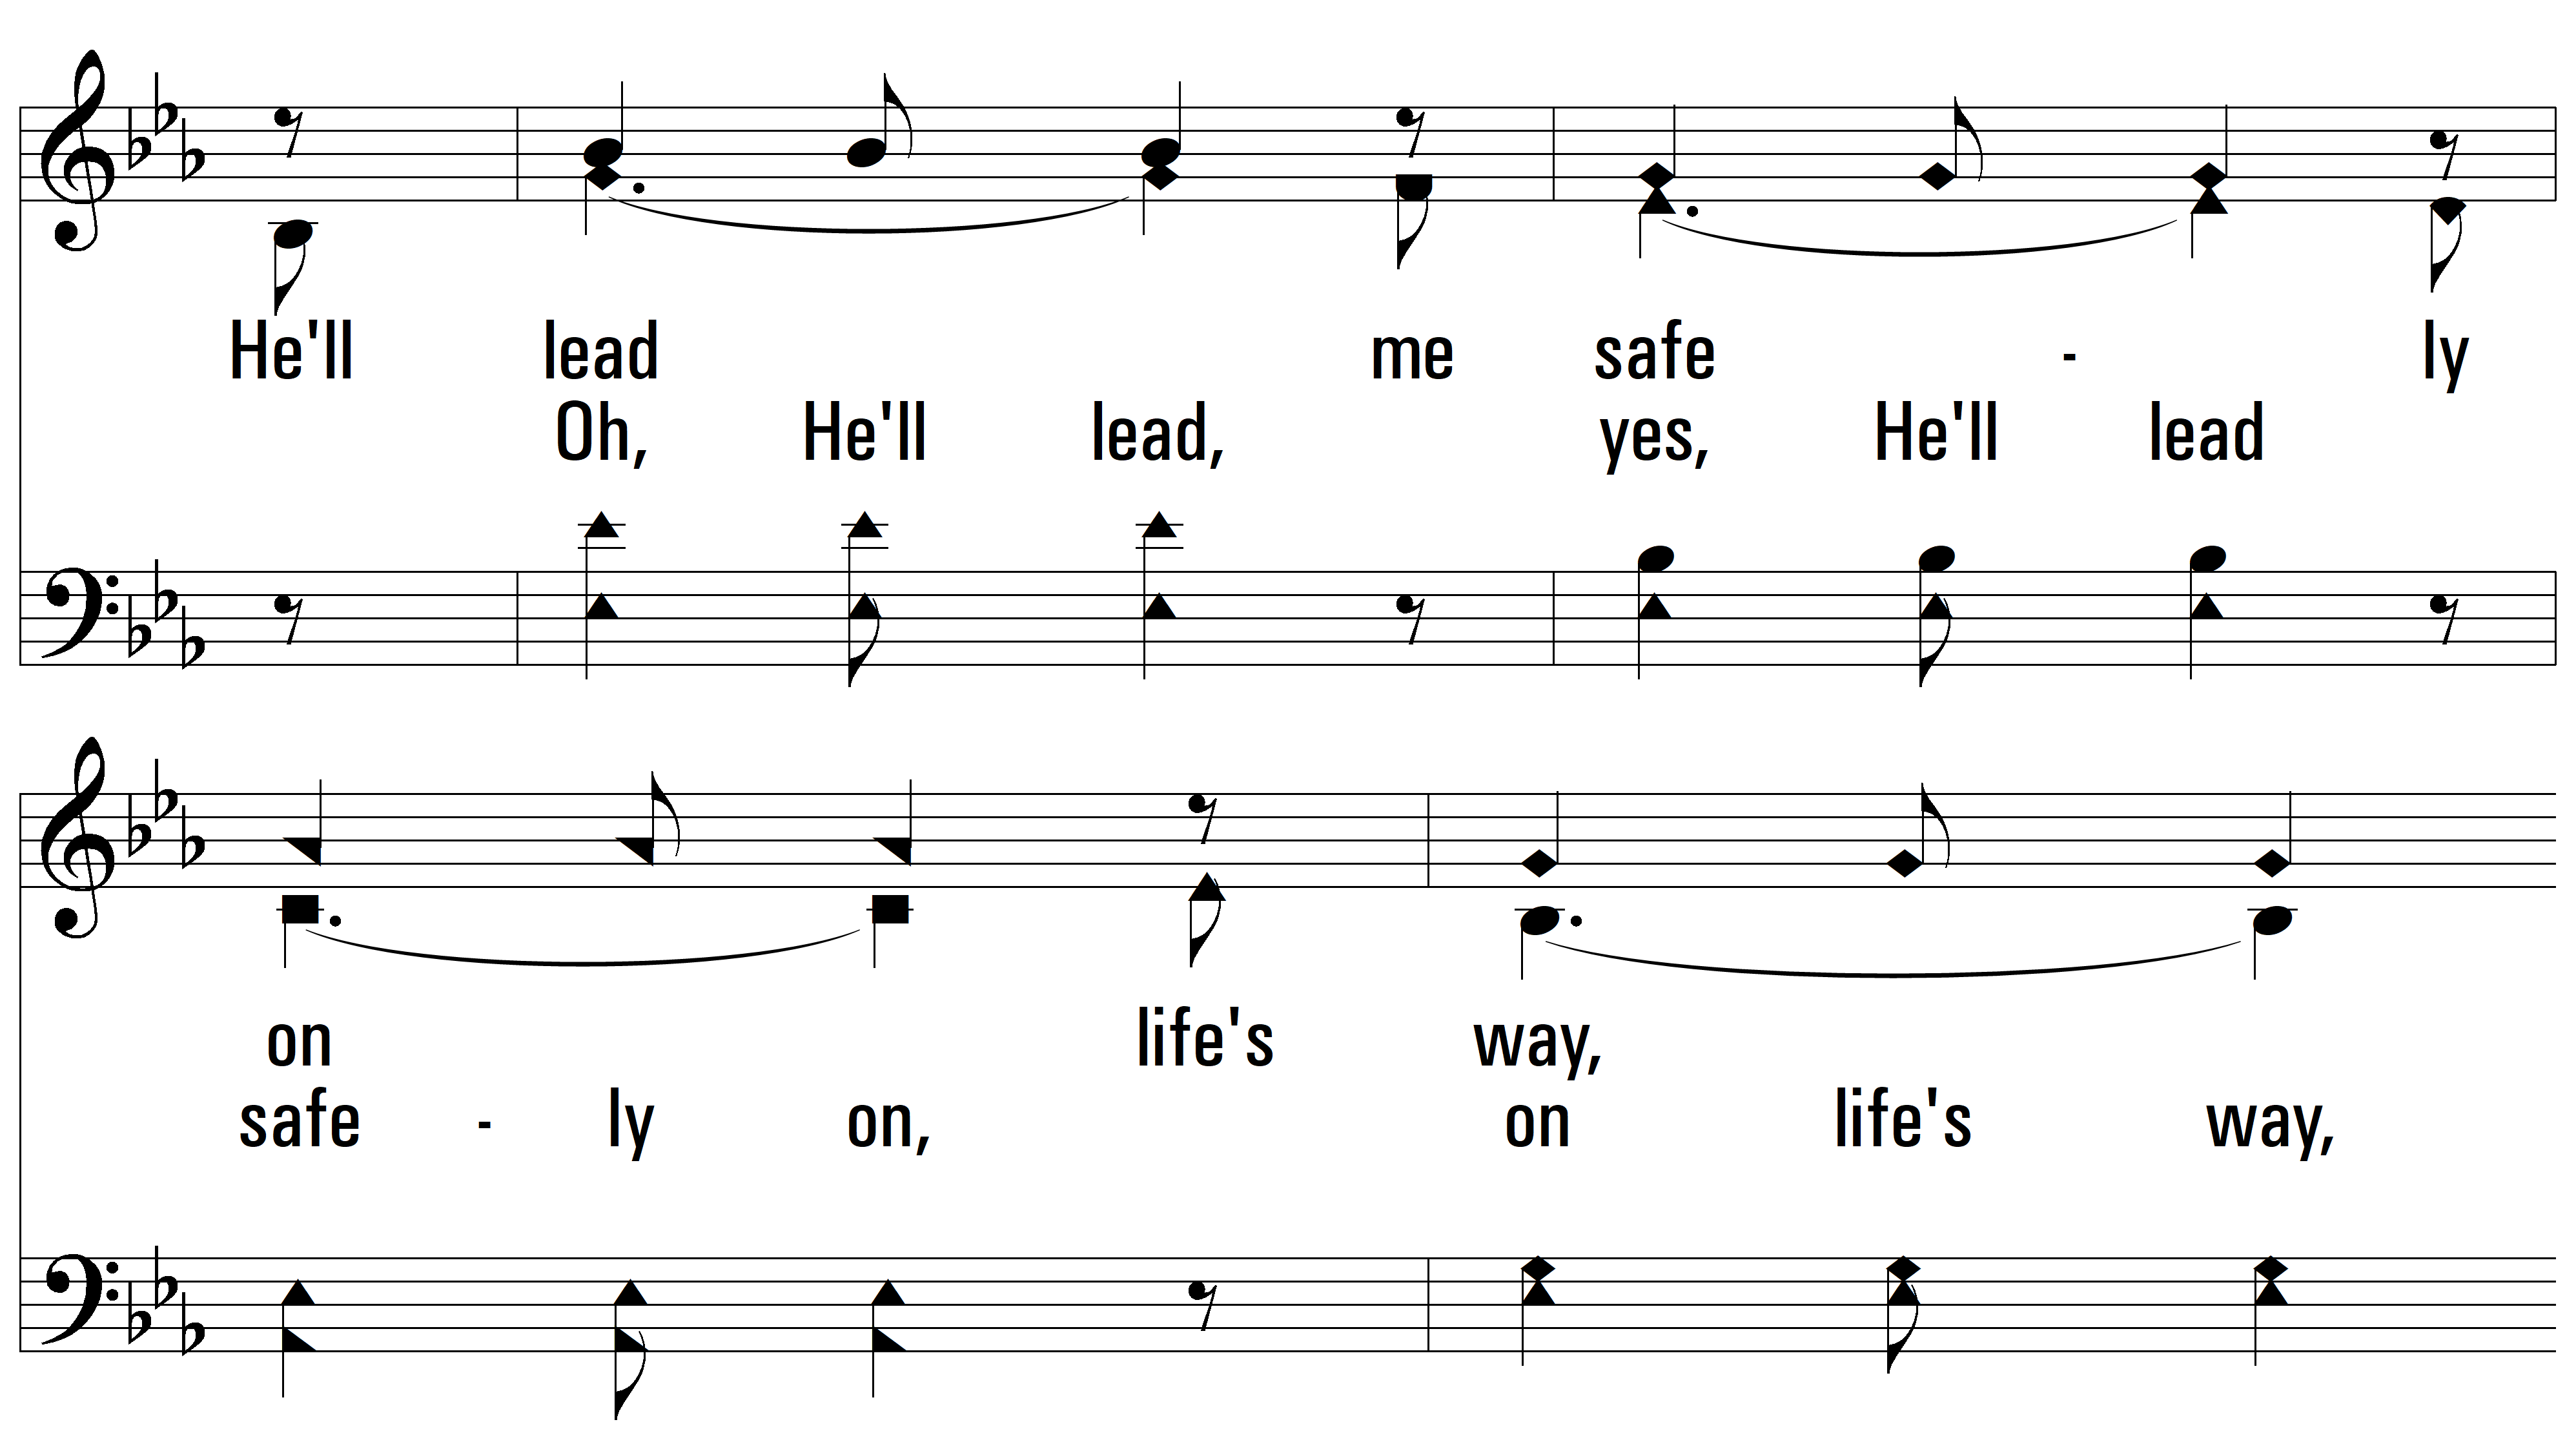 He'll lead me safe - ly
Oh, He'll lead, yes, He'll lead
on life's way,
safe - ly on, on life's way,